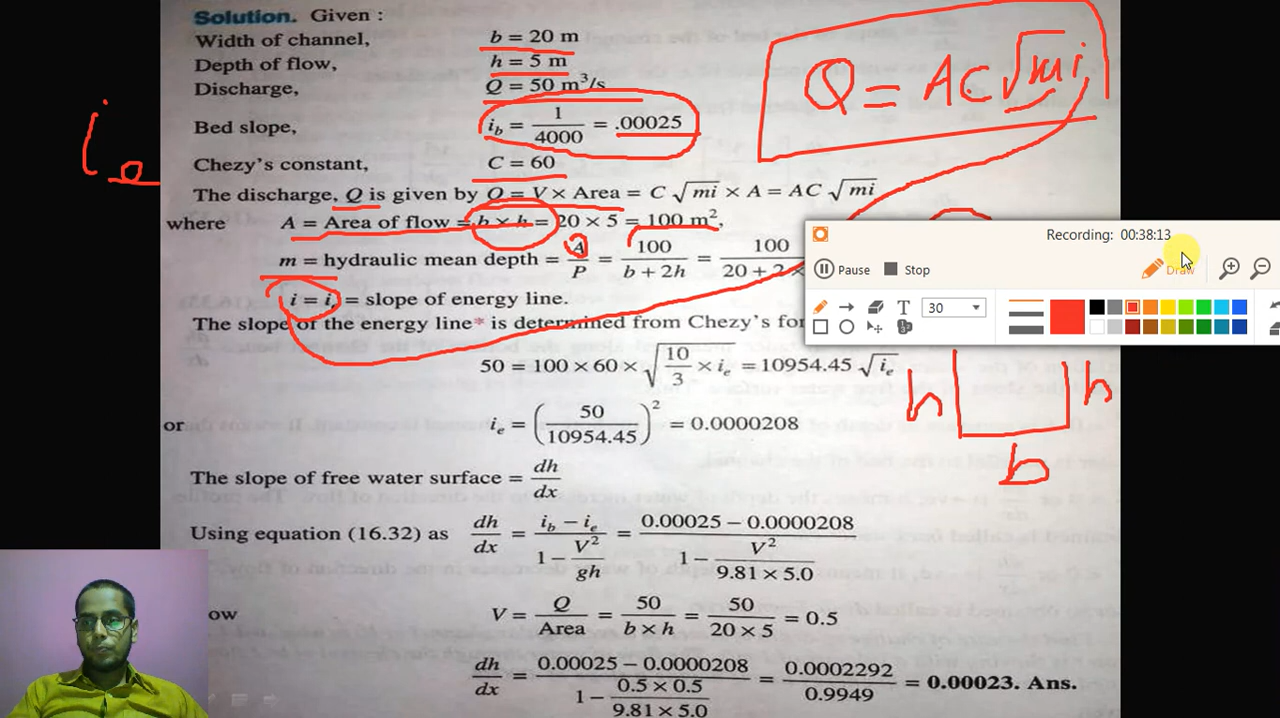 Solution. Given :
Width of channel, b = 20 m
Depth of flow, h = 5 m
Discharge, Q = 50 m³/s
Bed slope, i_b = 1/4000 = .00025
Chezy's constant, C = 60
The discharge, Q is given by Q = V × Area = C √mi × A = AC √mi
where A = Area of flow = b × h = 20 × 5 = 100 m²,
m = hydraulic mean depth = A/P = 100/(b + 2h) = 100/(20 + 2 ×
i = i_e = slope of energy line.
The slope of the energy line* is determined from Chezy's for
50 = 100 × 60 × √(10/3 × i_e) = 10954.45 √i_e
or i_e = (50/10954.45)² = 0.0000208
The slope of free water surface = dh/dx
Using equation (16.32) as dh/dx = (i_b − i_e)/(1 − V²/gh) = (0.00025 − 0.0000208)/(1 − V²/(9.81 × 5.0))
ow V = Q/Area = 50/(b × h) = 50/(20 × 5) = 0.5
dh/dx = (0.00025 − 0.0000208)/(1 − (0.5 × 0.5)/(9.81 × 5.0)) = 0.0002292/0.9949 = 0.00023. Ans.
Q = AC √mi
i_e
Recording: 00:38:13
Pause Stop Draw
T 30
h h
b